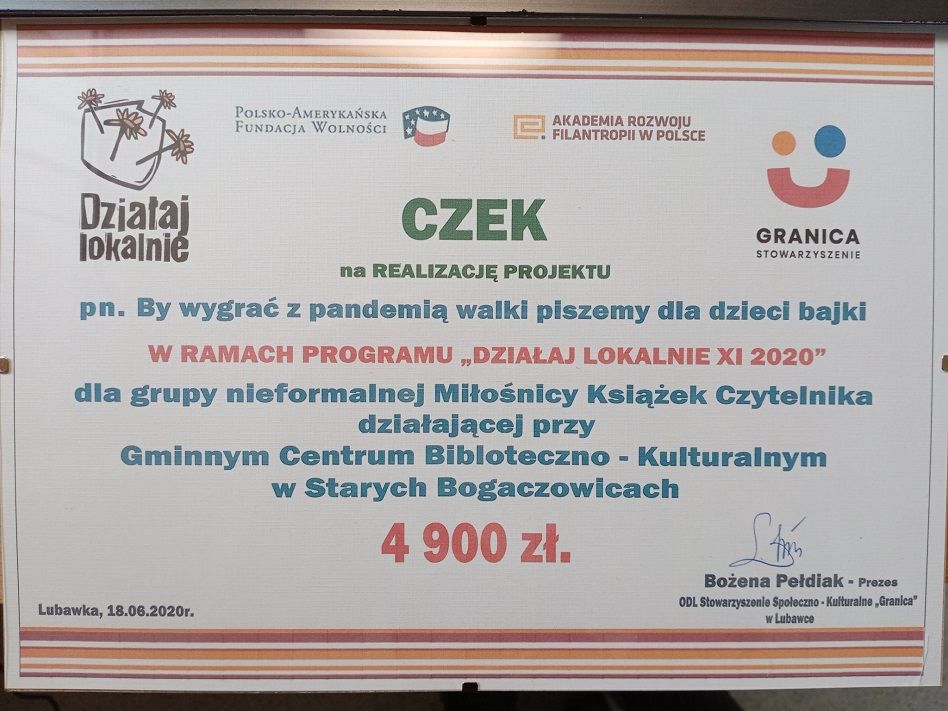 Działaj
lokalnie
Polsko-Amerykańska
Fundacja Wolności
AKADEMIA ROZWOJU
FILANTROPII W POLSCE
GRANICA
STOWARZYSZENIE
CZEK
na REALIZACJĘ PROJEKTU
pn. By wygrać z pandemią walki piszemy dla dzieci bajki
W RAMACH PROGRAMU „DZIAŁAJ LOKALNIE XI 2020”
dla grupy nieformalnej Miłośnicy Książek Czytelnika
działającej przy
Gminnym Centrum Bibloteczno - Kulturalnym
w Starych Bogaczowicach
4 900 zł.
Bożena Pełdiak - Prezes
ODL Stowarzyszenie Społeczno - Kulturalne „Granica”
w Lubawce
Lubawka, 18.06.2020r.